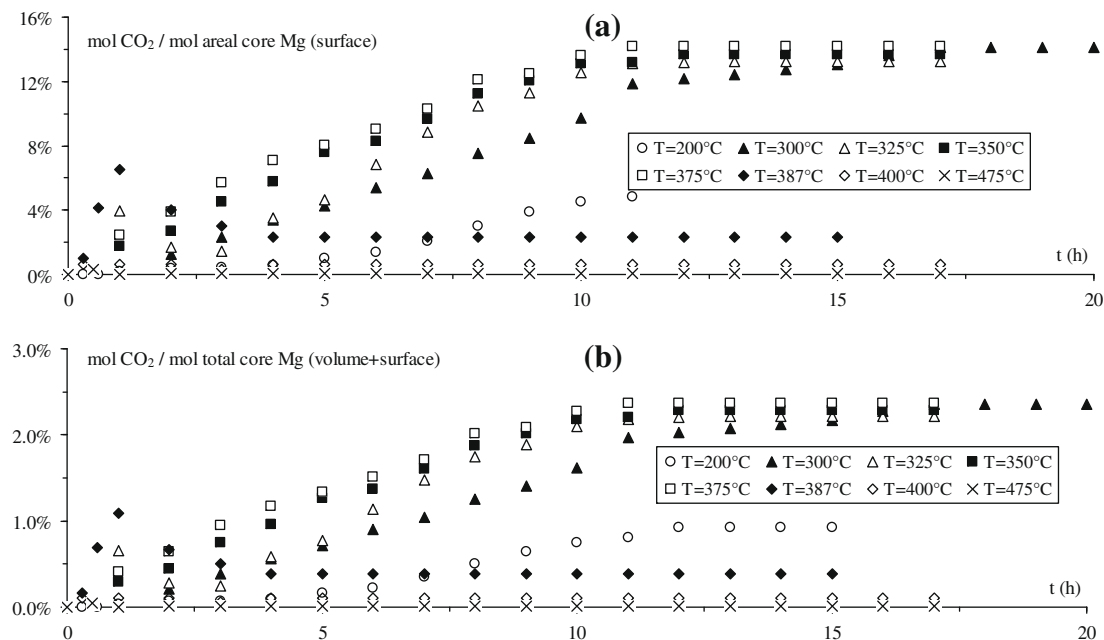 16%
mol CO2 / mol areal core Mg (surface)
(a)
12%
8%
T=200°C T=300°C T=325°C T=350°C
T=375°C T=387°C T=400°C T=475°C
4%
0%
t (h)
0 5 10 15 20
3.0%
mol CO2 / mol total core Mg (volume+surface)
(b)
2.0%
T=200°C T=300°C T=325°C T=350°C
T=375°C T=387°C T=400°C T=475°C
1.0%
t (h)
0.0%
0 5 10 15 20